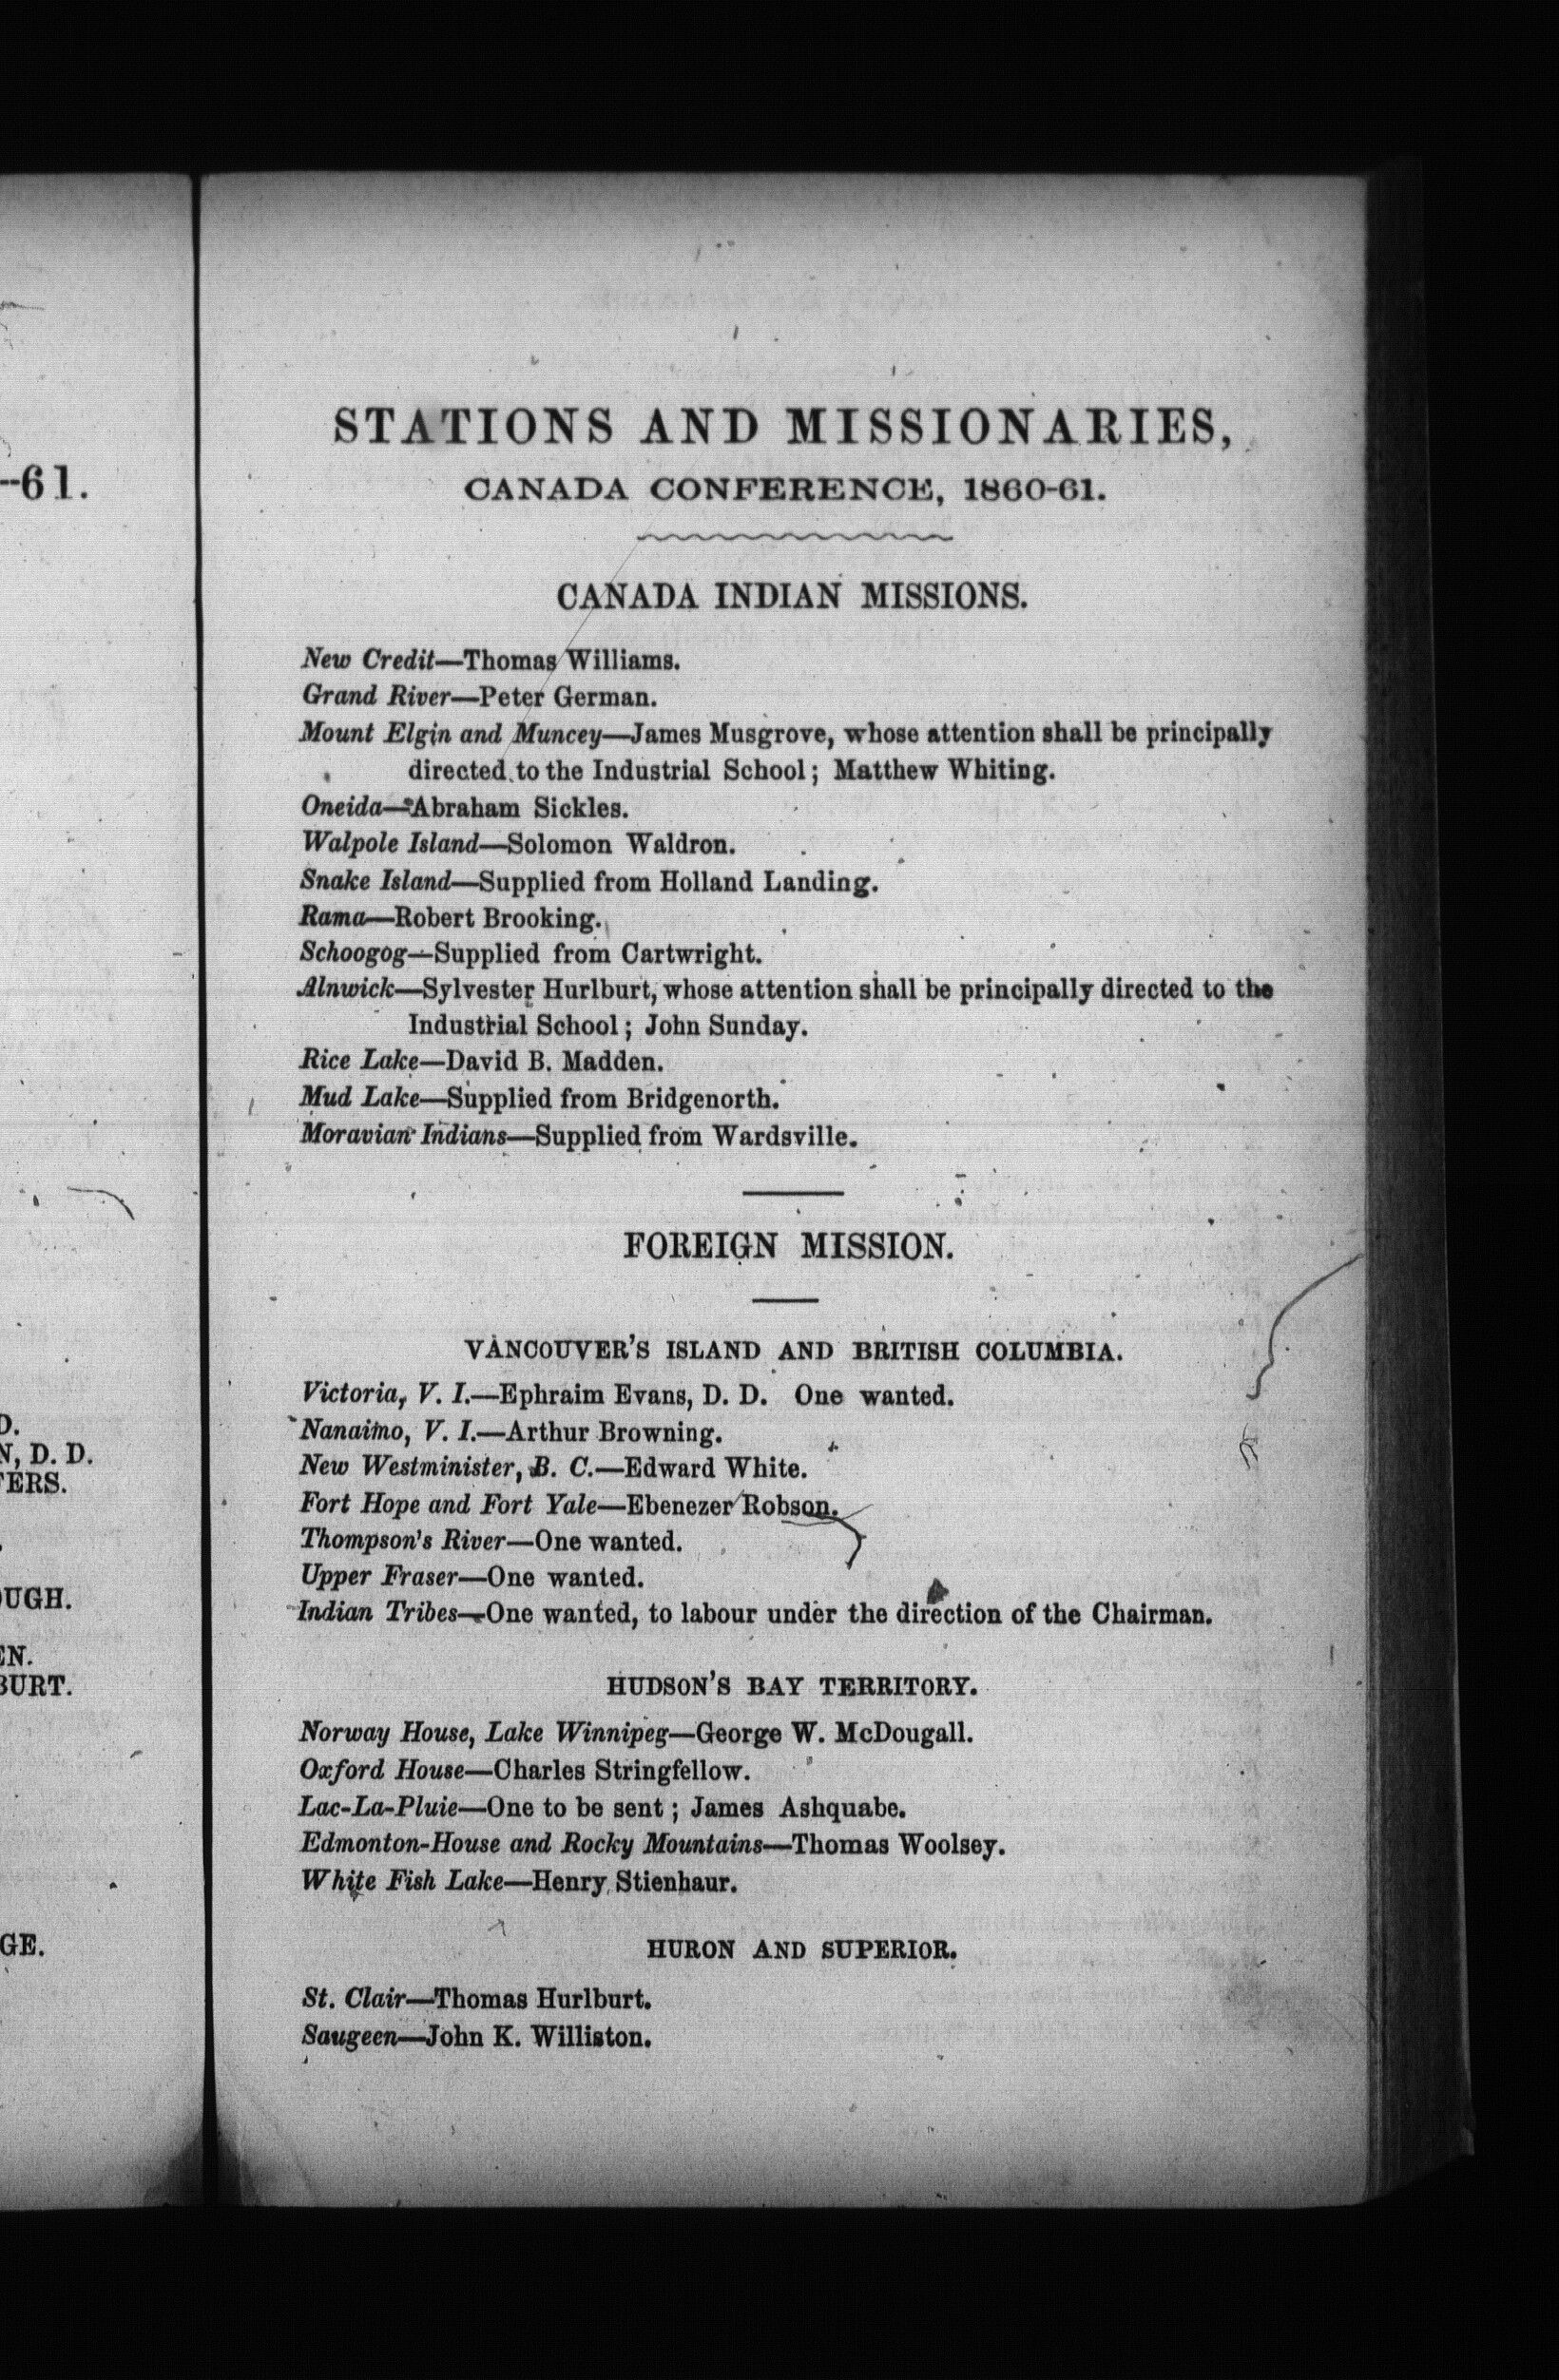 -61.
D.
N, D. D.
ERS.
OUGH.
EN.
BURT.
GE.
STATIONS AND MISSIONARIES,
CANADA CONFERENCE, 1860-61.
CANADA INDIAN MISSIONS.
New Credit—Thomas Williams.
Grand River—Peter German.
Mount Elgin and Muncey—James Musgrove, whose attention shall be principally
directed to the Industrial School; Matthew Whiting.
Oneida—Abraham Sickles.
Walpole Island—Solomon Waldron.
Snake Island—Supplied from Holland Landing.
Rama—Robert Brooking.
Schoogog—Supplied from Cartwright.
Alnwick—Sylvester Hurlburt, whose attention shall be principally directed to the
Industrial School; John Sunday.
Rice Lake—David B. Madden.
Mud Lake—Supplied from Bridgenorth.
Moravian Indians—Supplied from Wardsville.
FOREIGN MISSION.
VANCOUVER'S ISLAND AND BRITISH COLUMBIA.
Victoria, V. I.—Ephraim Evans, D. D. One wanted.
Nanaimo, V. I.—Arthur Browning.
New Westminister, B. C.—Edward White.
Fort Hope and Fort Yale—Ebenezer Robson.
Thompson's River—One wanted.
Upper Fraser—One wanted.
Indian Tribes—One wanted, to labour under the direction of the Chairman.
HUDSON'S BAY TERRITORY.
Norway House, Lake Winnipeg—George W. McDougall.
Oxford House—Charles Stringfellow.
Lac-La-Pluie—One to be sent; James Ashquabe.
Edmonton-House and Rocky Mountains—Thomas Woolsey.
White Fish Lake—Henry Stienhaur.
HURON AND SUPERIOR.
St. Clair—Thomas Hurlburt.
Saugeen—John K. Williston.